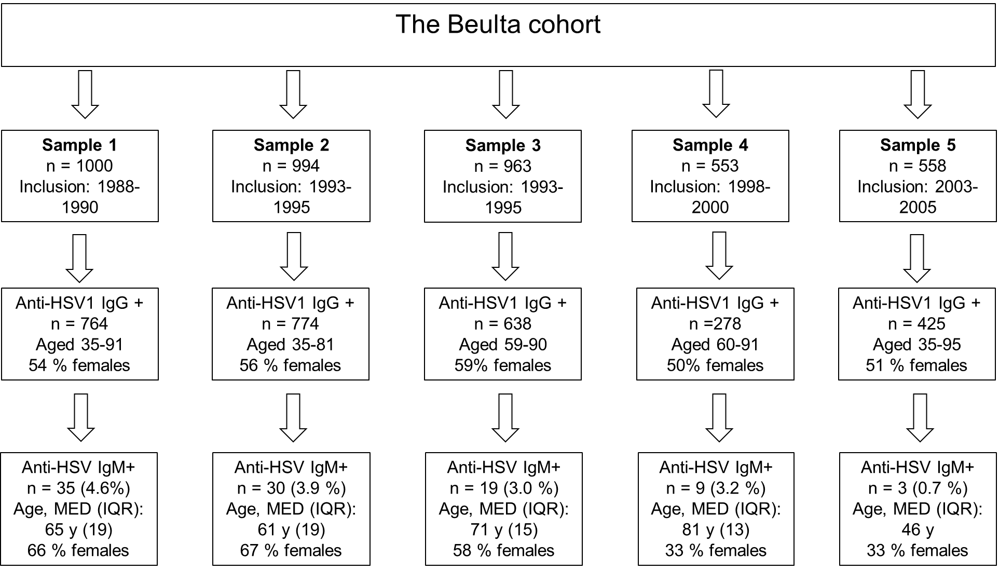 The Beulta cohort
Sample 1
n = 1000
Inclusion: 1988-
1990
Sample 2
n = 994
Inclusion: 1993-
1995
Sample 3
n = 963
Inclusion: 1993-
1995
Sample 4
n = 553
Inclusion: 1998-
2000
Sample 5
n = 558
Inclusion: 2003-
2005
Anti-HSV1 IgG +
n = 764
Aged 35-91
54 % females
Anti-HSV1 IgG +
n = 774
Aged 35-81
56 % females
Anti-HSV1 IgG +
n = 638
Aged 59-90
59% females
Anti-HSV1 IgG +
n =278
Aged 60-91
50% females
Anti-HSV1 IgG +
n = 425
Aged 35-95
51 % females
Anti-HSV IgM+
n = 35 (4.6%)
Age, MED (IQR):
65 y (19)
66 % females
Anti-HSV IgM+
n = 30 (3.9 %)
Age, MED (IQR):
61 y (19)
67 % females
Anti-HSV IgM+
n = 19 (3.0 %)
Age, MED (IQR):
71 y (15)
58 % females
Anti-HSV IgM+
n = 9 (3.2 %)
Age, MED (IQR):
81 y (13)
33 % females
Anti-HSV IgM+
n = 3 (0.7 %)
Age, MED (IQR):
46 y
33 % females